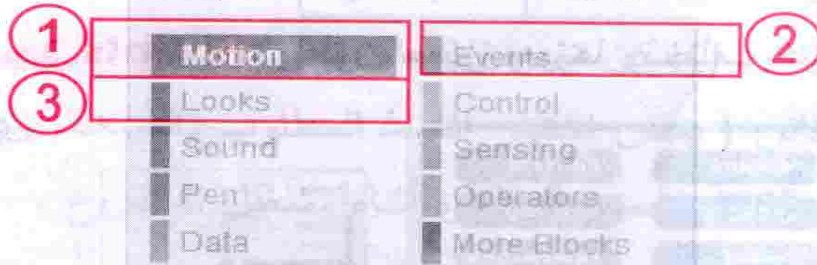 1 Motion Events 2
3 Looks Control
Sound Sensing
Pen Operators
Data More Blocks